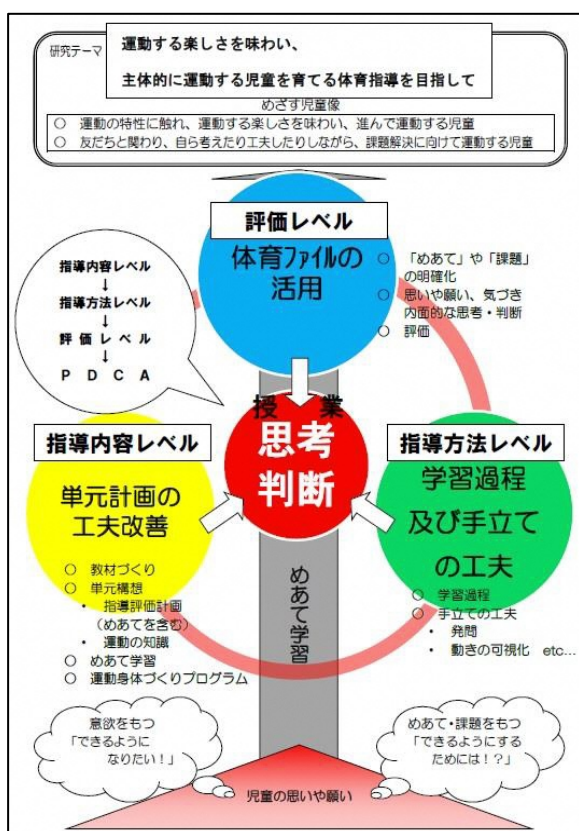 研究テーマ
運動する楽しさを味わい、
主体的に運動する児童を育てる体育指導を目指して
めざす児童像
○ 運動の特性に触れ、運動する楽しさを味わい、進んで運動する児童
○ 友だちと関わり、自ら考えたり工夫したりしながら、課題解決に向けて運動する児童
評価レベル
体育ファイルの
活用
○ 「めあて」や「課題」
の明確化
○ 思いや願い、気づき
内面的な思考・判断
○ 評価
指導内容レベル
↓
指導方法レベル
↓
評価レベル
↓
PDCA
授業
思考
判断
指導内容レベル
単元計画の
工夫改善
○ 教材づくり
○ 単元構想
・ 指導評価計画
(めあてを含む)
・ 運動の知識
○ めあて学習
○ 運動身体づくりプログラム
指導方法レベル
学習過程
及び手立て
の工夫
○ 学習過程
○ 手立ての工夫
・ 発問
・ 動きの可視化 etc…
めあて学習
意欲をもつ
「できるように
なりたい!」
めあて・課題をもつ
「できるようにする
ためには!?」
児童の思いや願い